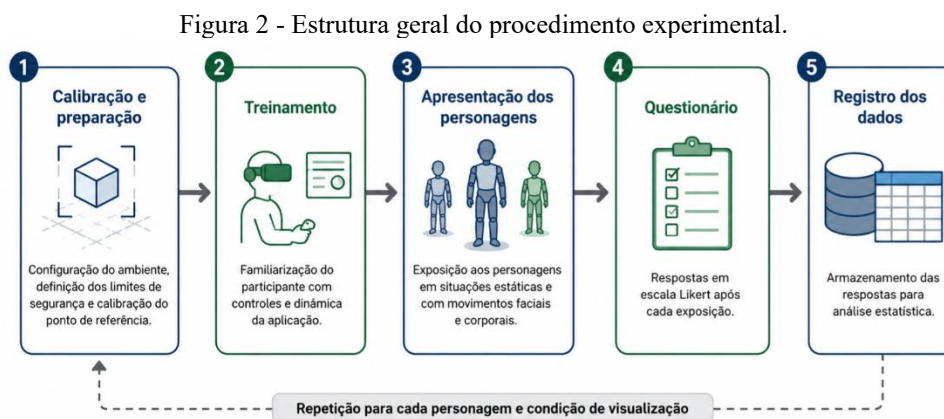 Figura 2 - Estrutura geral do procedimento experimental.
1
Calibração e
preparação
Configuração do ambiente,
definição dos limites de
segurança e calibração do
ponto de referência.
2
Treinamento
Familiarização do
participante com
controles e dinámica
da aplicação.
3
Apresentação dos
personagens
Exposição aos personagens
em situações estáticas e
com movimentos faciais
e corporais.
4
Questionário
Respostas em
escala Likert após
cada exposição.
5
Registro dos
dados
Armazenamento das
respostas para
análise estatística.
Repetição para cada personagem e condição de visualização